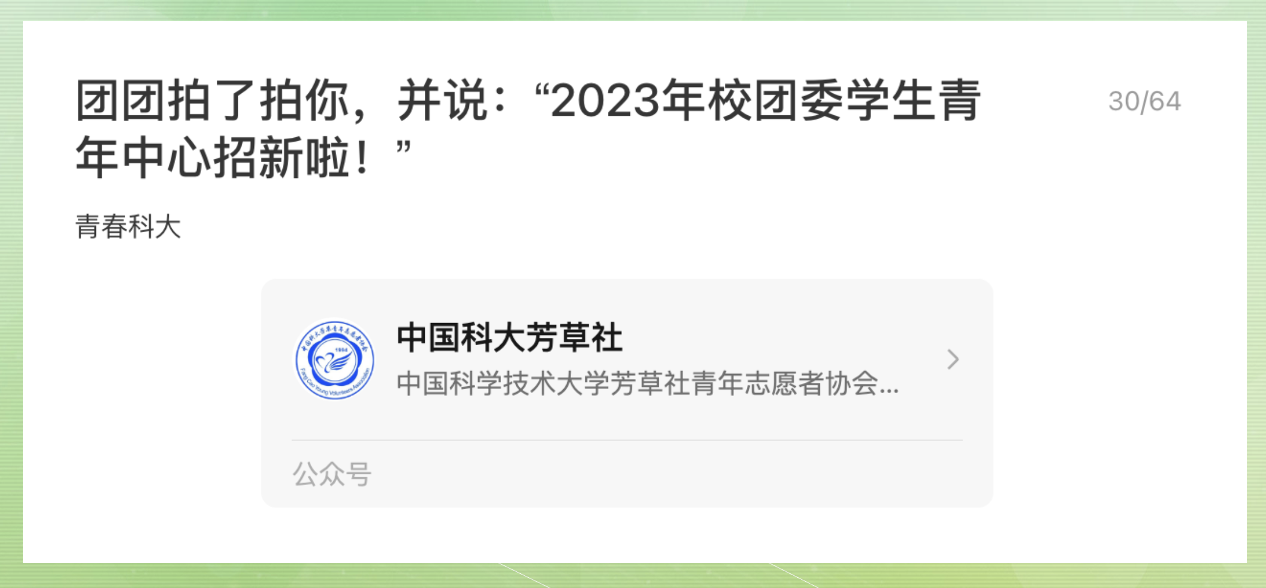 团团拍了拍你，并说：“2023年校团委学生青
30/64
年中心招新啦！”
青春科大
中国科大芳草社
中国科学技术大学芳草社青年志愿者协会...
公众号